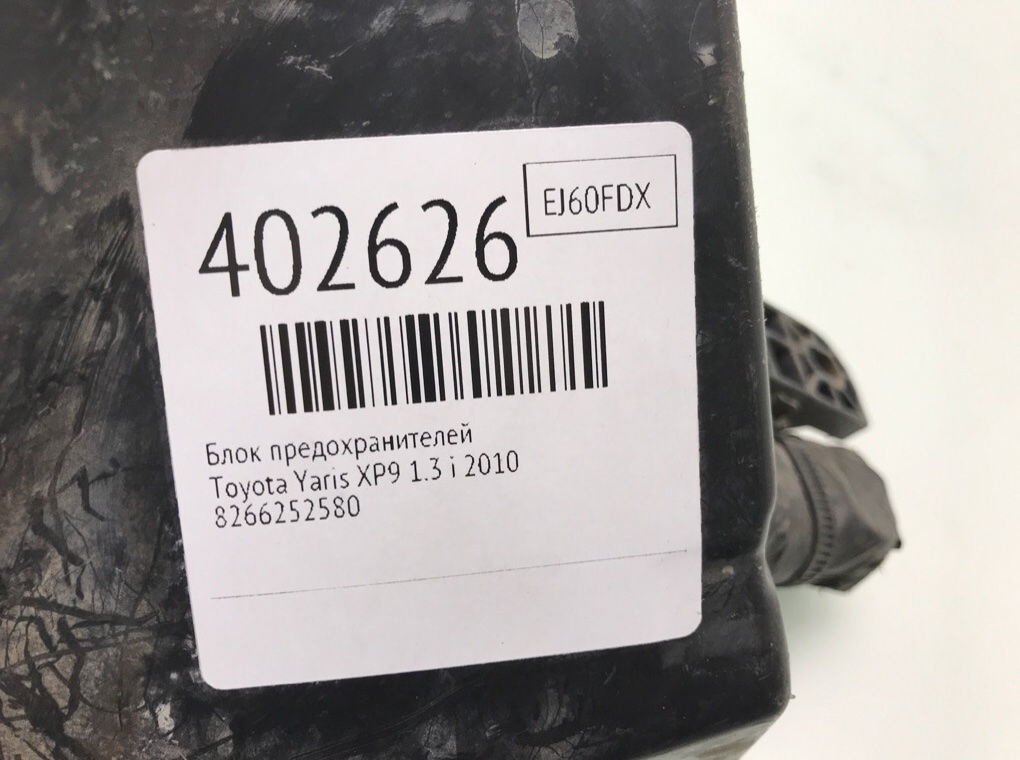 402626
EJ60FDX
Блок предохранителей
Toyota Yaris XP9 1.3 i 2010
8266252580